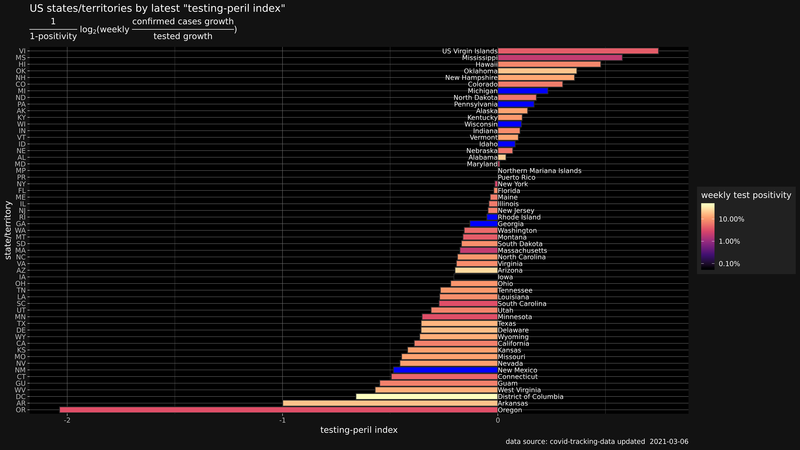 US states/territories by latest "testing-peril index"
1 confirmed cases growth
log2(weekly )
1-positivity tested growth
VI US Virgin Islands
MS Mississippi
HI Hawaii
OK Oklahoma
NH New Hampshire
CO Colorado
MI Michigan
ND North Dakota
PA Pennsylvania
AK Alaska
KY Kentucky
WI Wisconsin
IN Indiana
VT Vermont
ID Idaho
NE Nebraska
AL Alabama
MD Maryland
MP Northern Mariana Islands
PR Puerto Rico
NY New York
FL Florida
ME Maine
IL Illinois
NJ New Jersey
RI Rhode Island
GA Georgia
WA Washington
MT Montana
SD South Dakota
MA Massachusetts
NC North Carolina
VA Virginia
AZ Arizona
IA Iowa
OH Ohio
TN Tennessee
LA Louisiana
SC South Carolina
UT Utah
MN Minnesota
TX Texas
DE Delaware
WY Wyoming
CA California
KS Kansas
MO Missouri
NV Nevada
NM New Mexico
CT Connecticut
GU Guam
WV West Virginia
DC District of Columbia
AR Arkansas
OR Oregon
state/territory
-2 -1 0
testing-peril index
weekly test positivity
10.00%
1.00%
0.10%
data source: covid-tracking-data updated 2021-03-06